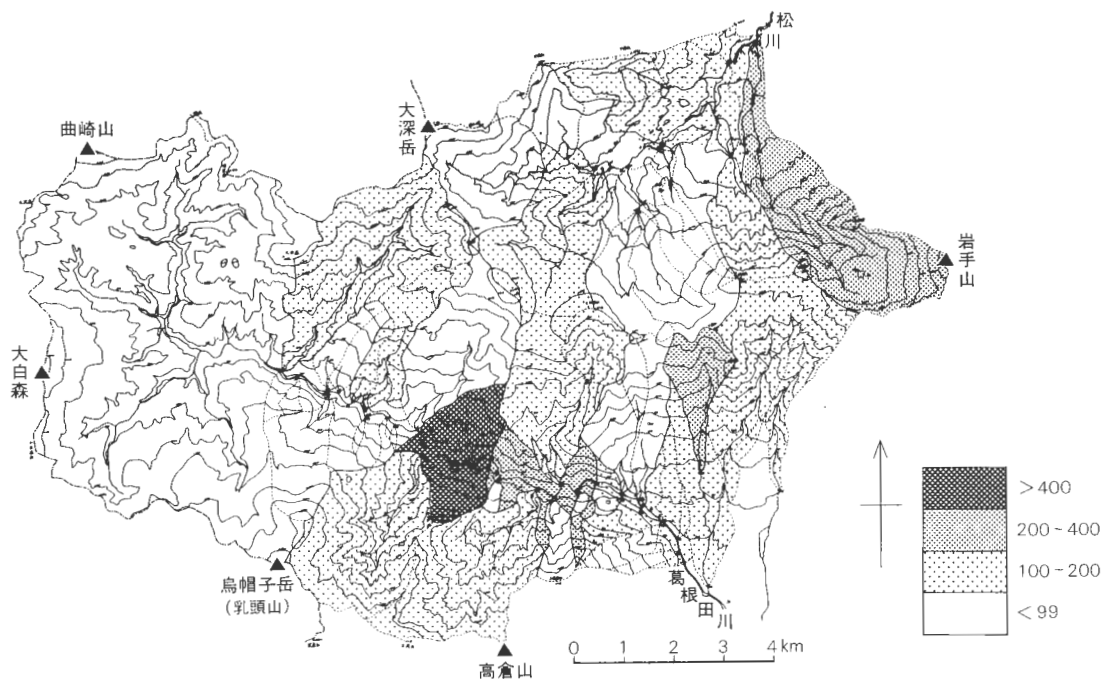 松川
大深岳
曲崎山
岩手山
大白森
烏帽子岳
(乳頭山)
葛根田川
高倉山
0 1 2 3 4 km
>400
200-400
100-200
<99